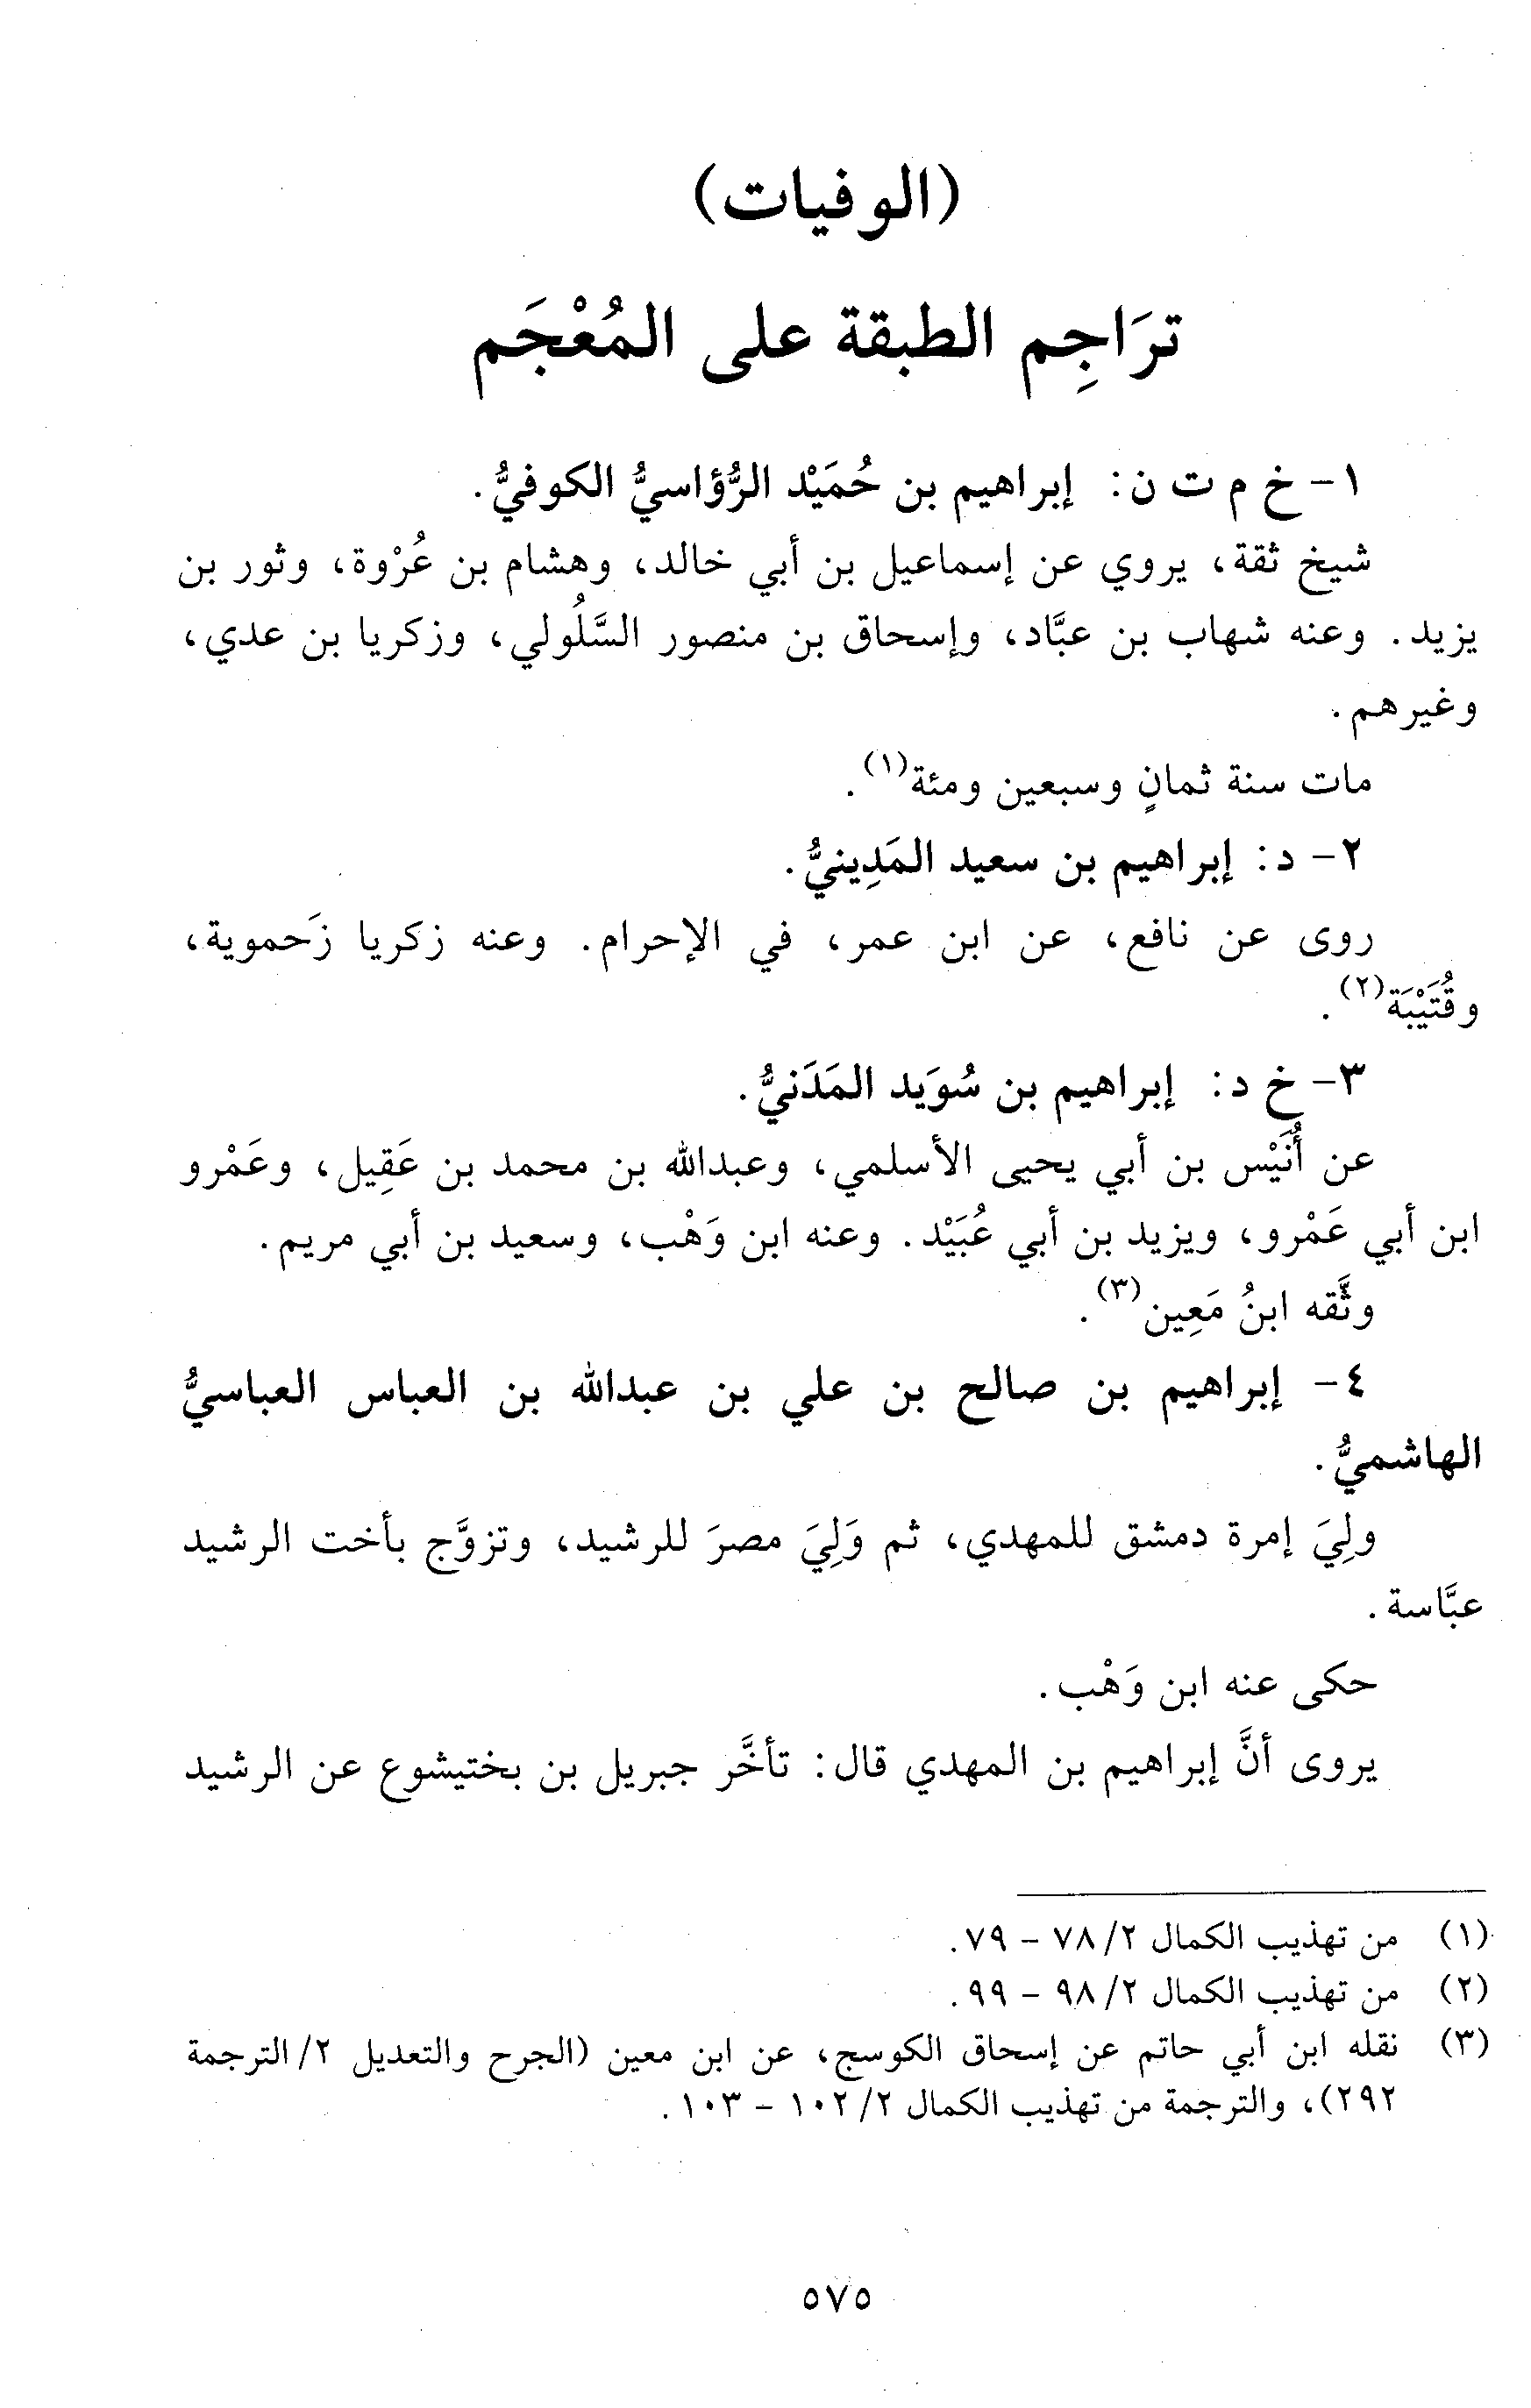 (الوفيات)
ترَاجِم الطبقة على المُعْجَم
١- خ م ت ن: إبراهيم بن حُمَيْد الرُّؤاسيُّ الكوفيُّ.
شيخ ثقة، يروي عن إسماعيل بن أبي خالد، وهشام بن عُرْوة، وثور بن
يزيد. وعنه شهاب بن عبَّاد، وإسحاق بن منصور السَّلُولي، وزكريا بن عدي،
وغيرهم.
مات سنة ثمانٍ وسبعين ومئة(١).
٢- د: إبراهيم بن سعيد المَدِينيُّ.
روى عن نافع، عن ابن عمر، في الإحرام. وعنه زكريا زَحموية،
وقُتَيْبَة(٢).
٣- خ د: إبراهيم بن سُوَيد المَدَنيُّ.
عن أُنَيْس بن أبي يحيى الأسلمي، وعبدالله بن محمد بن عَقِيل، وعَمْرو
ابن أبي عَمْرو، ويزيد بن أبي عُبَيْد. وعنه ابن وَهْب، وسعيد بن أبي مريم.
وثَّقه ابنُ مَعِين(٣).
٤- إبراهيم بن صالح بن علي بن عبدالله بن العباس العباسيُّ
الهاشميُّ.
ولِيَ إمرة دمشق للمهدي، ثم وَلِيَ مصرَ للرشيد، وتزوَّج بأخت الرشيد
عبَّاسة.
حكى عنه ابن وَهْب.
يروى أنَّ إبراهيم بن المهدي قال: تأخَّر جبريل بن بختيشوع عن الرشيد
(١) من تهذيب الكمال ٢/ ٧٨ - ٧٩.
(٢) من تهذيب الكمال ٢/ ٩٨ - ٩٩.
(٣) نقله ابن أبي حاتم عن إسحاق الكوسج، عن ابن معين (الجرح والتعديل ٢/ الترجمة
٢٩٢)، والترجمة من تهذيب الكمال ٢/ ١٠٢ - ١٠٣.
٥٧٥